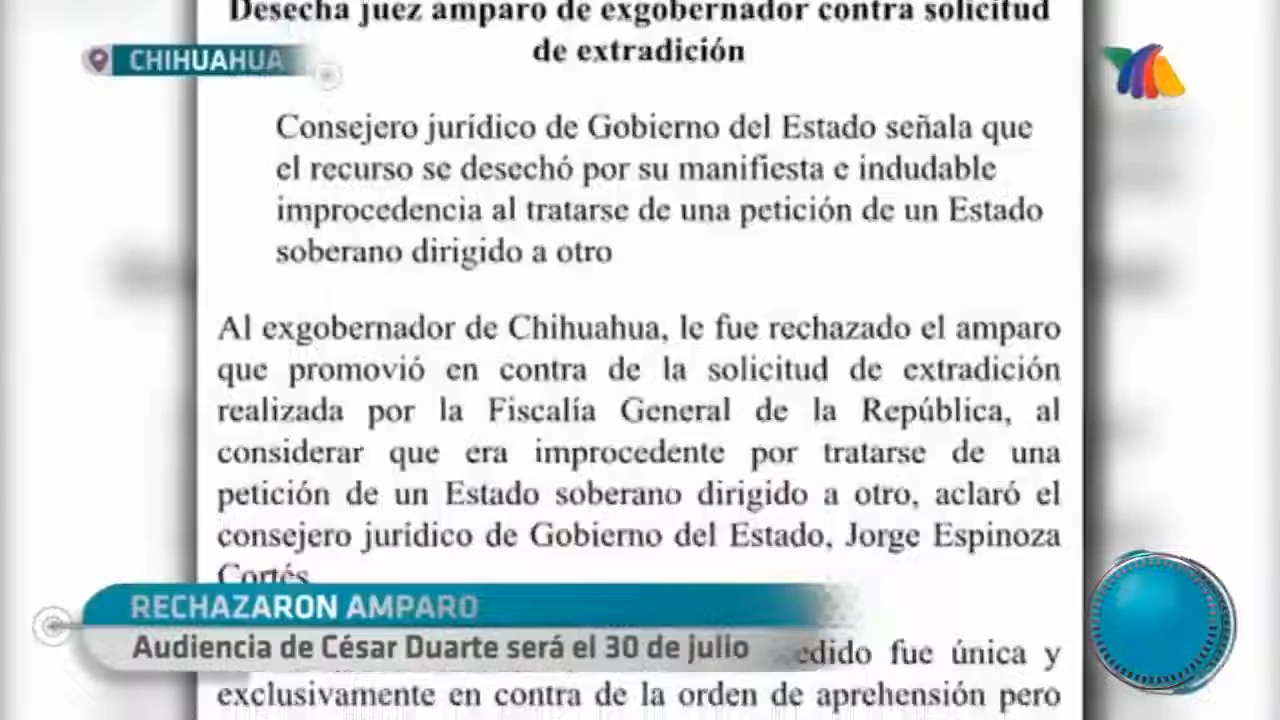 Desecha juez amparo de exgobernador contra solicitud
de extradición
CHIHUAHUA
Consejero jurídico de Gobierno del Estado señala que
el recurso se desechó por su manifiesta e indudable
improcedencia al tratarse de una petición de un Estado
soberano dirigido a otro
Al exgobernador de Chihuahua, le fue rechazado el amparo
que promovió en contra de la solicitud de extradición
realizada por la Fiscalía General de la República, al
considerar que era improcedente por tratarse de una
petición de un Estado soberano dirigido a otro, aclaró el
consejero jurídico de Gobierno del Estado, Jorge Espinoza
Cortés
RECHAZARON AMPARO
Audiencia de César Duarte será el 30 de julio
edido fue única y
exclusivamente en contra de la orden de aprehensión pero